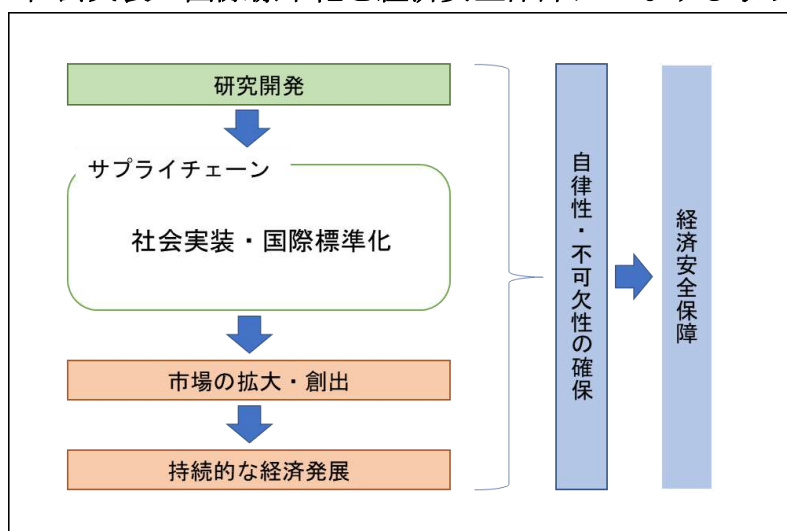 研究開発
サプライチェーン
社会実装・国際標準化
市場の拡大・創出
持続的な経済発展
自律性・不可欠性の確保
経済安全保障